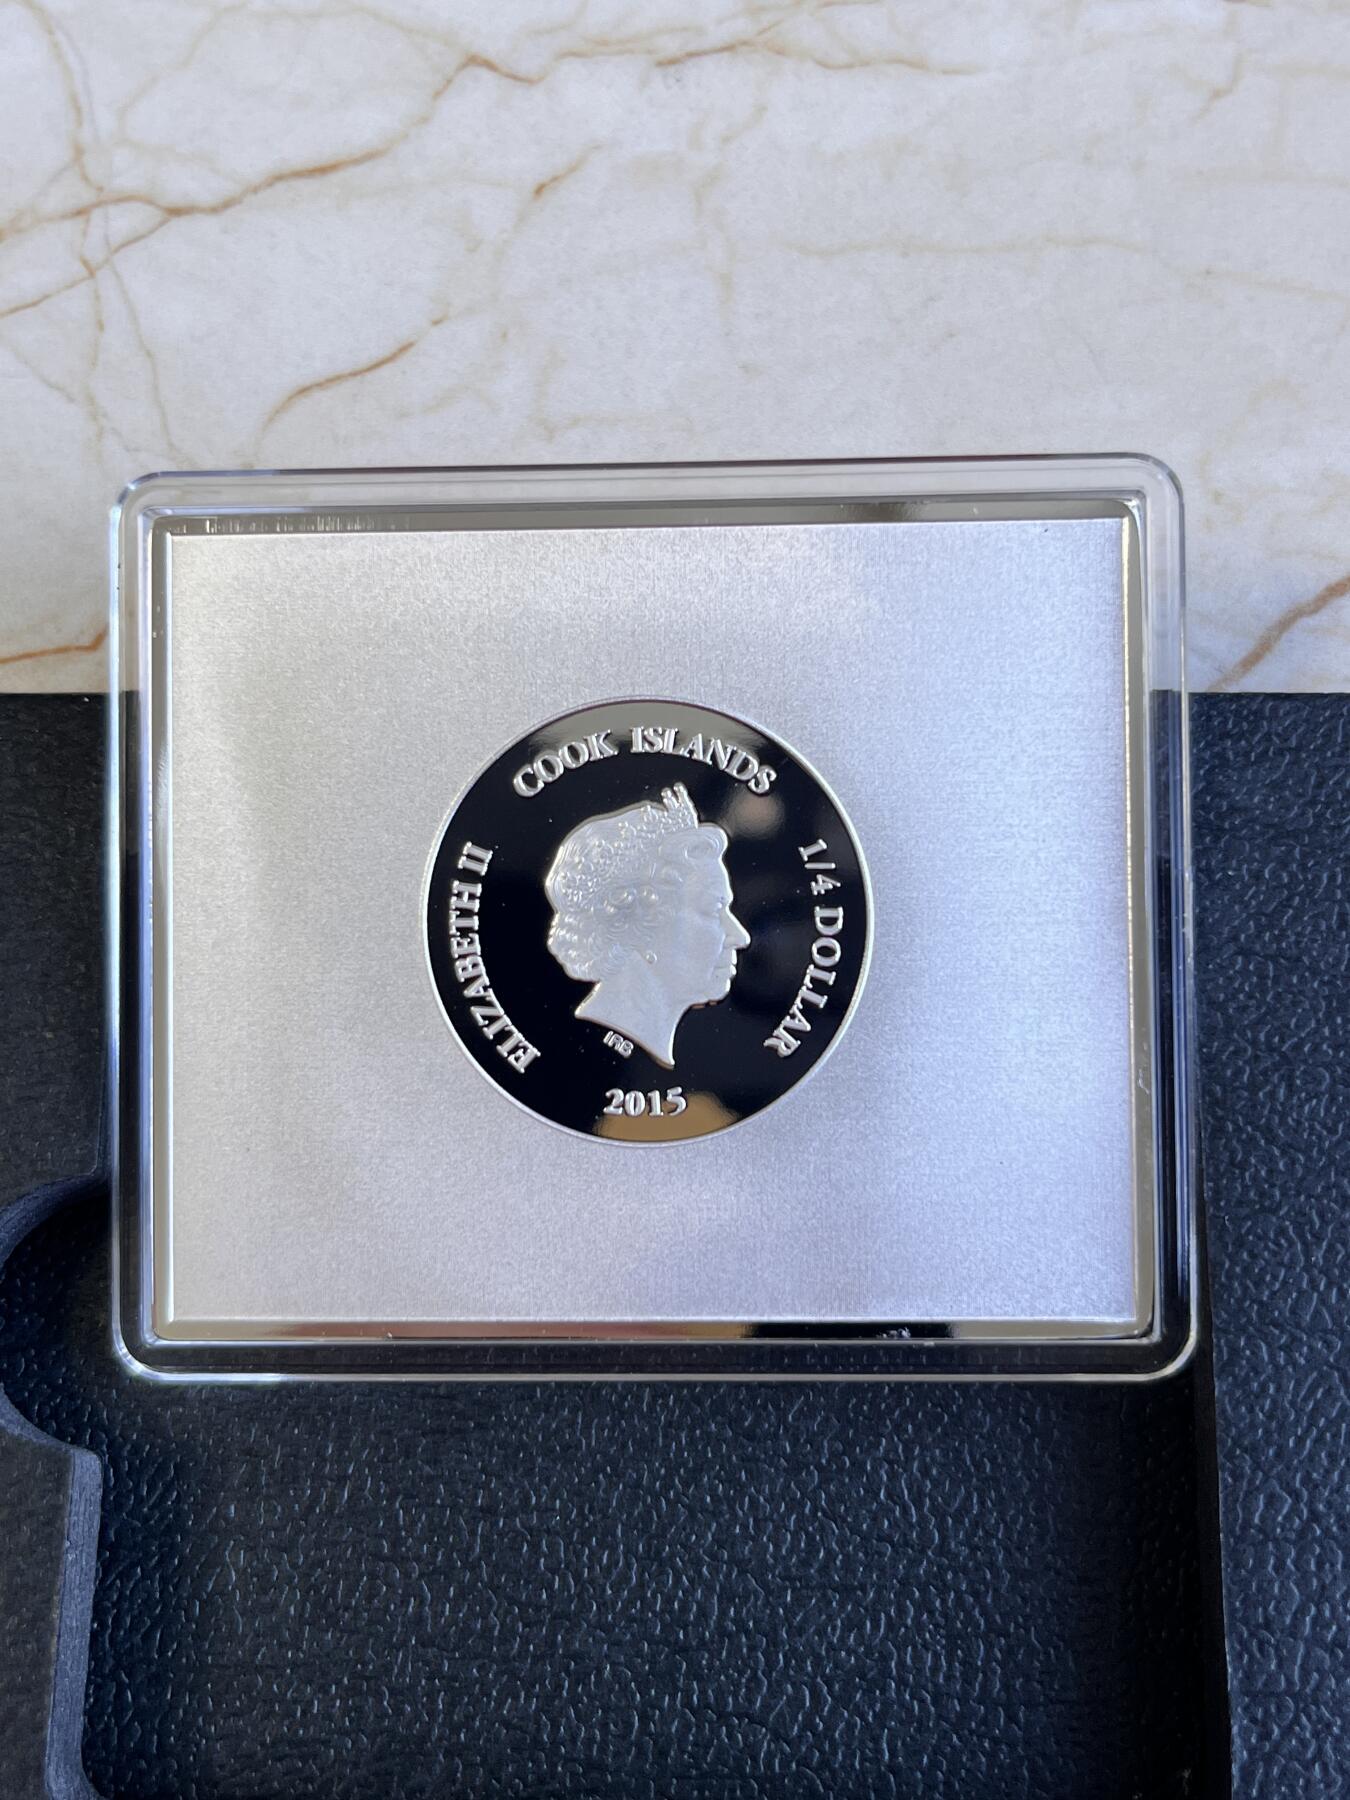 COOK ISLANDS
ELIZABETH II
1/4 DOLLAR
IRB
2015